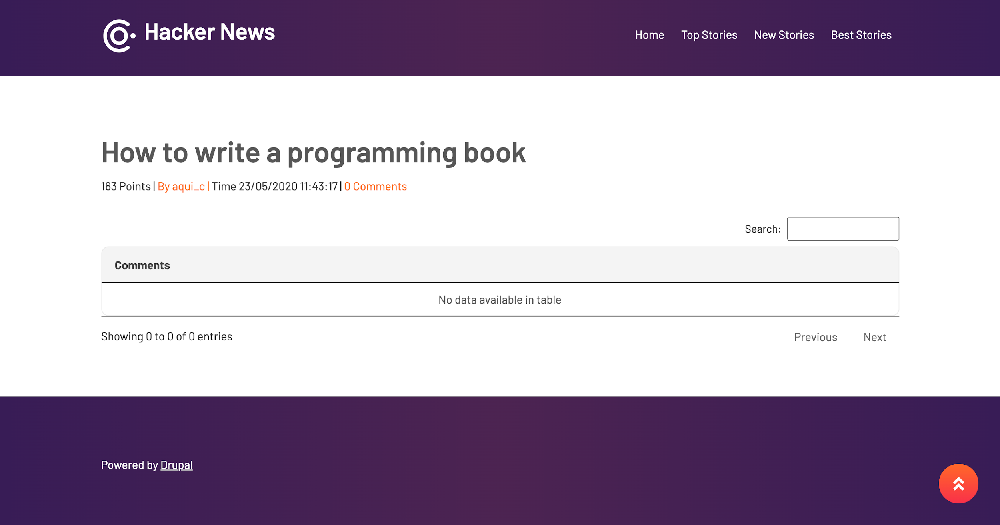 Hacker News
Home Top Stories New Stories Best Stories
How to write a programming book
163 Points | By aqui_c | Time 23/05/2020 11:43:17 | 0 Comments
Search:
Comments
No data available in table
Showing 0 to 0 of 0 entries
Previous Next
Powered by Drupal